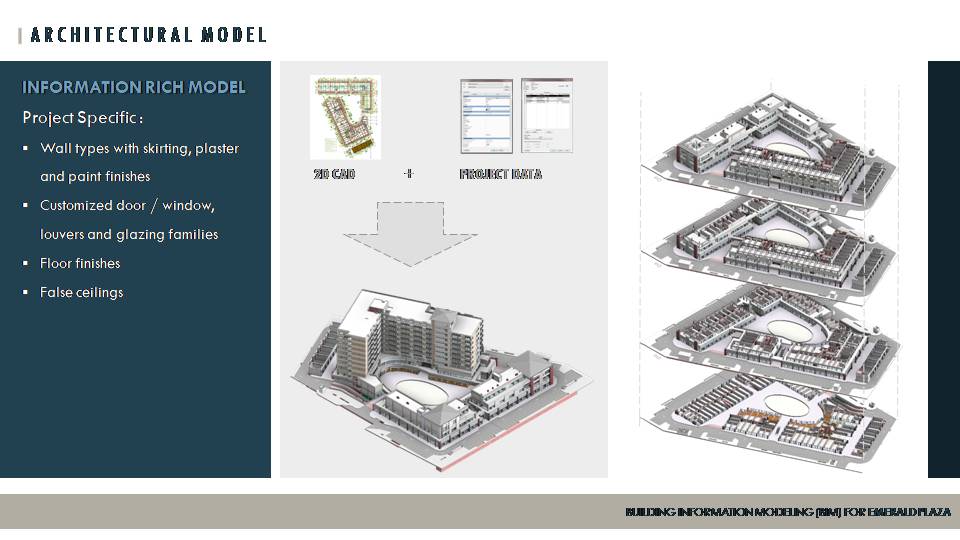 ARCHITECTURAL MODEL
INFORMATION RICH MODEL
Project Specific :
▪ Wall types with skirting, plaster
and paint finishes
▪ Customized door / window,
louvers and glazing families
▪ Floor finishes
▪ False ceilings
2D CAD + PROJECT DATA
BUILDING INFORMATION MODELING (BIM) FOR EMERALD PLAZA